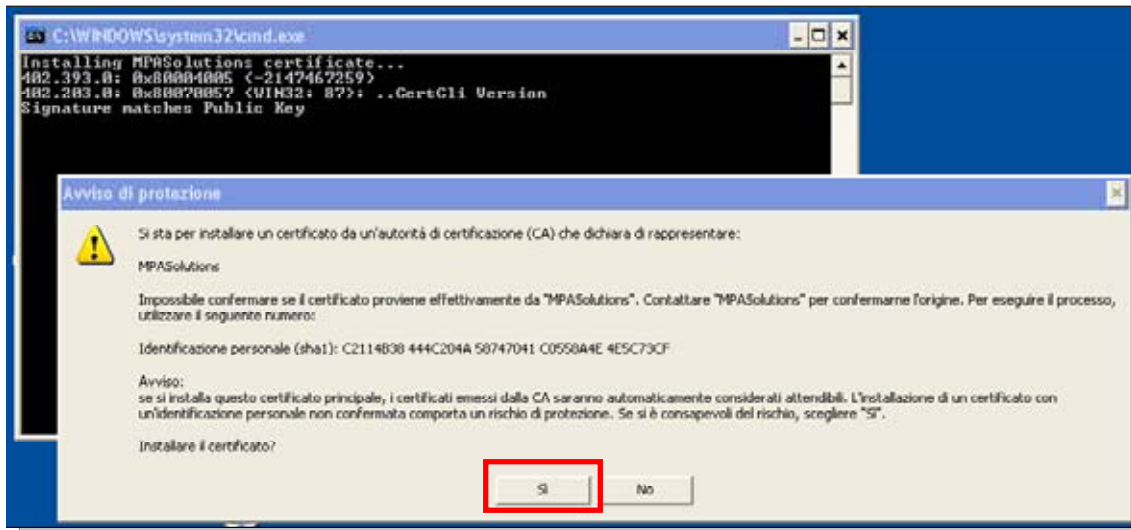 C:\WINDOWS\system32\cmd.exe
Installing MPASolutions certificate...
402.393.0: 0x80004005 (-2147467259)
402.203.0: 0x80070057 (WIN32: 87): ..CertCli Version
Signature matches Public Key
Avviso di protezione
Si sta per installare un certificato da un'autorità di certificazione (CA) che dichiara di rappresentare:
MPASolutions
Impossibile confermare se il certificato proviene effettivamente da "MPASolutions". Contattare "MPASolutions" per confermarne l'origine. Per eseguire il processo,
utilizzare il seguente numero:
Identificazione personale (sha1): C2114B38 444C204A 58747041 C0558A4E 4E5C73CF
Avviso:
se si installa questo certificato principale, i certificati emessi dalla CA saranno automaticamente considerati attendibili. L'installazione di un certificato con
un'identificazione personale non confermata comporta un rischio di protezione. Se si è consapevoli del rischio, scegliere "Sì".
Installare il certificato?
Sì
No